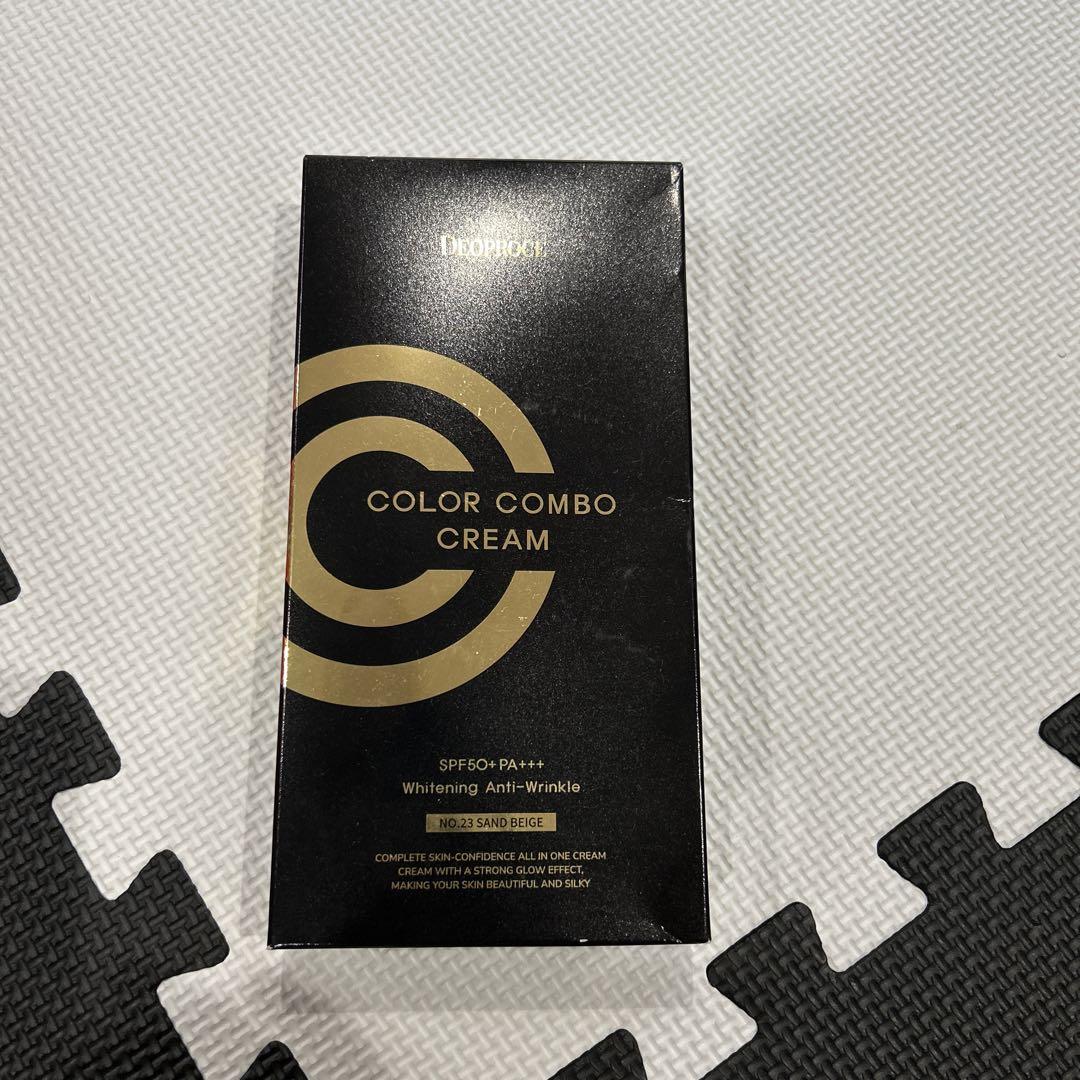 DEOPROCE
COLOR COMBO
CREAM
SPF50+PA+++
Whitening Anti-Wrinkle
NO.23 SAND BEIGE
COMPLETE SKIN-CONFIDENCE ALL IN ONE CREAM
CREAM WITH A STRONG GLOW EFFECT,
MAKING YOUR SKIN BEAUTIFUL AND SILKY